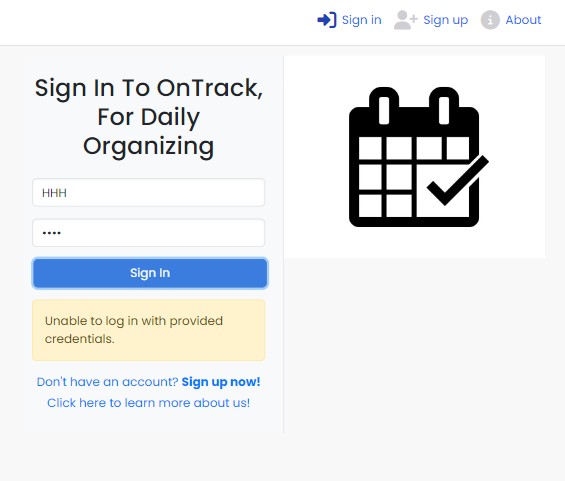 Sign in Sign up About
Sign In To OnTrack,
For Daily
Organizing
HHH
••••
Sign In
Unable to log in with provided
credentials.
Don't have an account? Sign up now!
Click here to learn more about us!